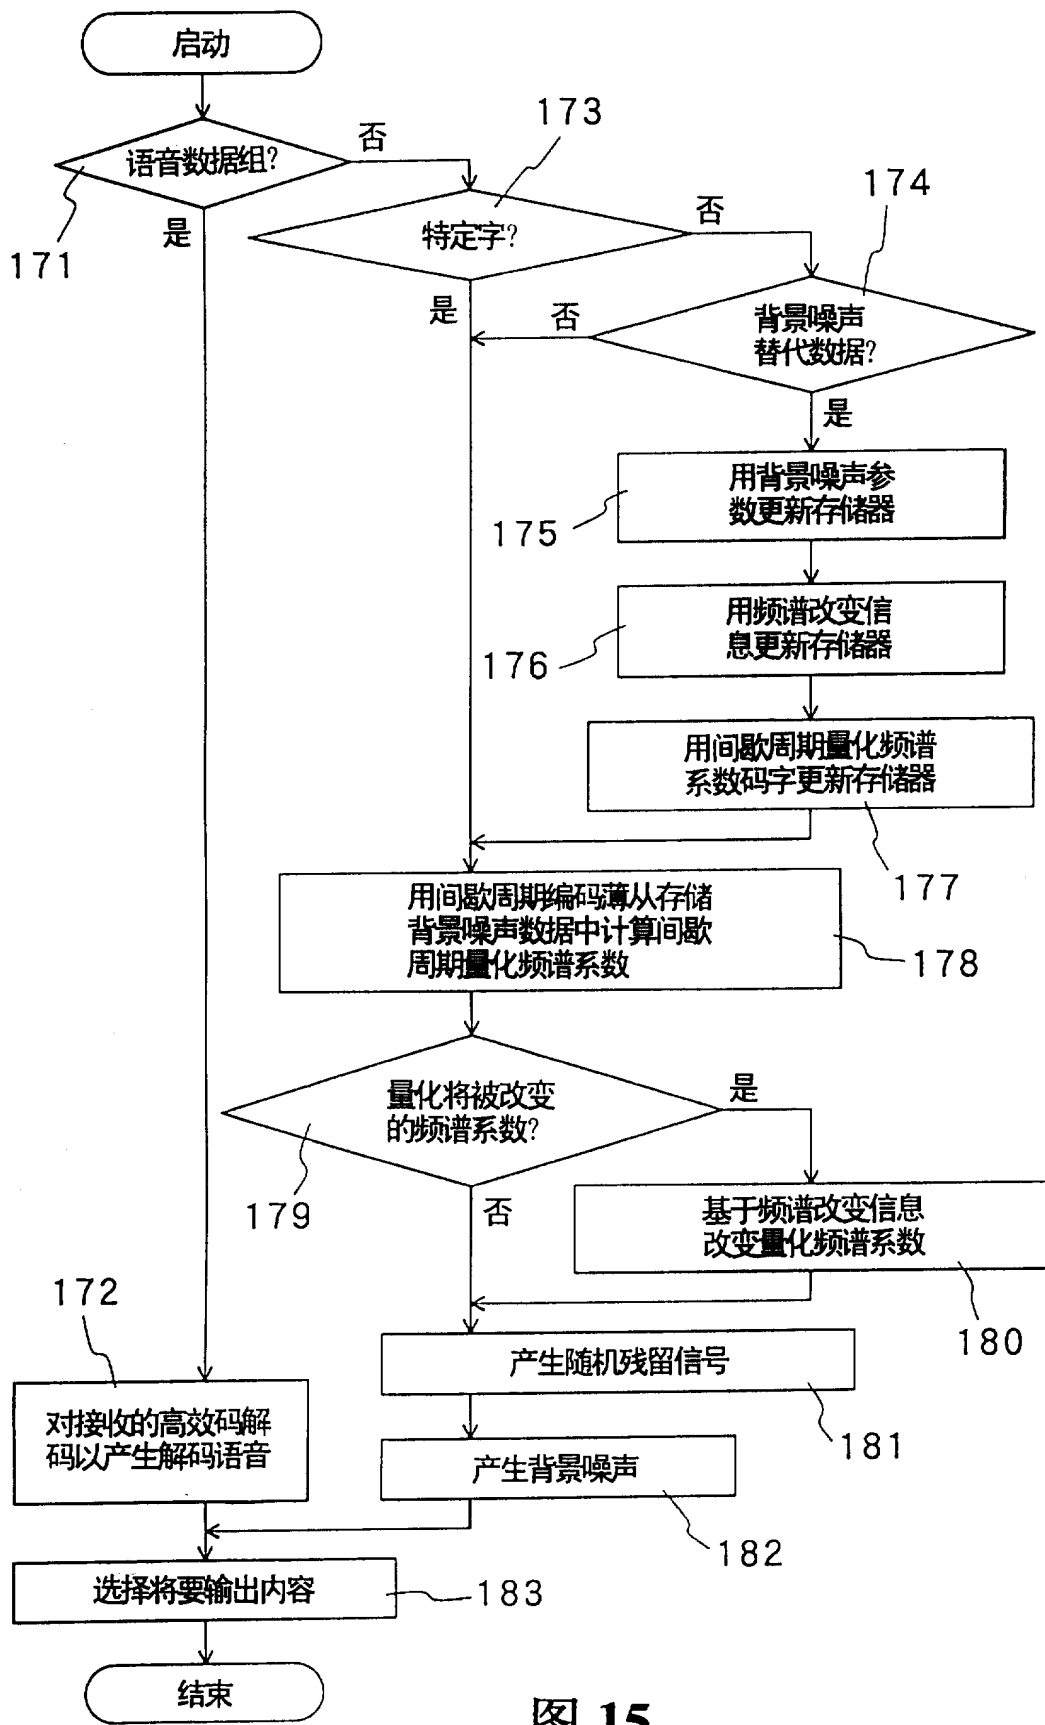 启动
语音数据组?
否
是
171
173
特定字?
否
是
174
背景噪声
替代数据?
否
是
用背景噪声参
数更新存储器
175
用频谱改变信
息更新存储器
176
用间歇周期量化频谱
系数码字更新存储器
177
用间歇周期编码薄从存储
背景噪声数据中计算间歇
周期量化频谱系数
178
量化将被改变
的频谱系数?
是
否
179
基于频谱改变信息
改变量化频谱系数
180
172
产生随机残留信号
181
对接收的高效码解
码以产生解码语音
产生背景噪声
182
选择将要输出内容
183
结束
图 15